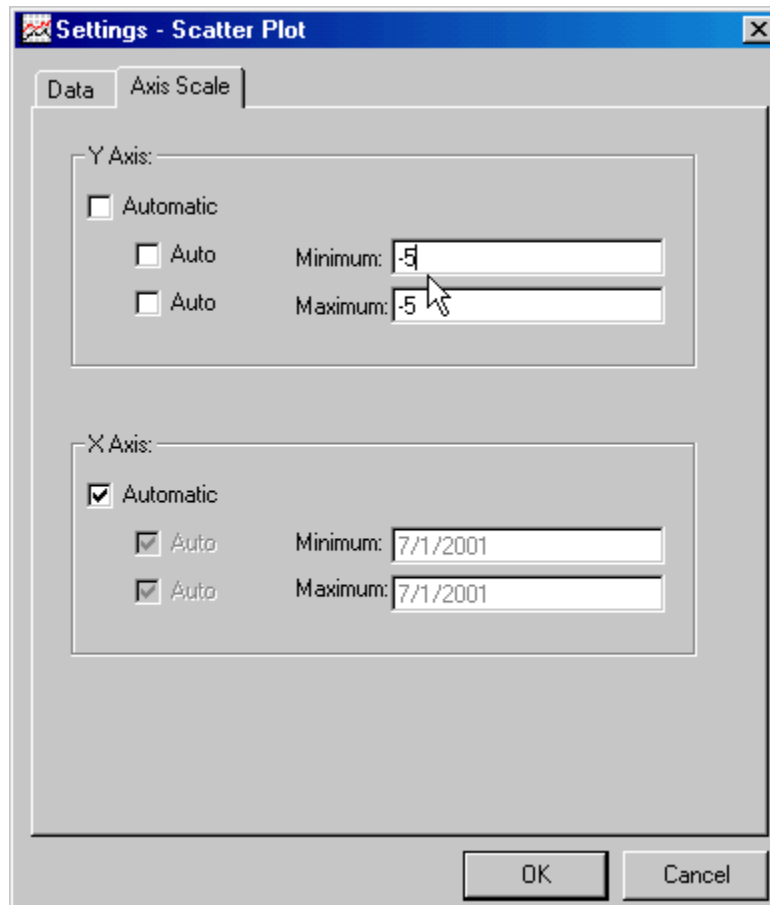 Settings - Scatter Plot
Data Axis Scale
Y Axis:
Automatic
Auto Minimum: -5
Auto Maximum: -5
X Axis:
Automatic
Auto Minimum: 7/1/2001
Auto Maximum: 7/1/2001
OK Cancel